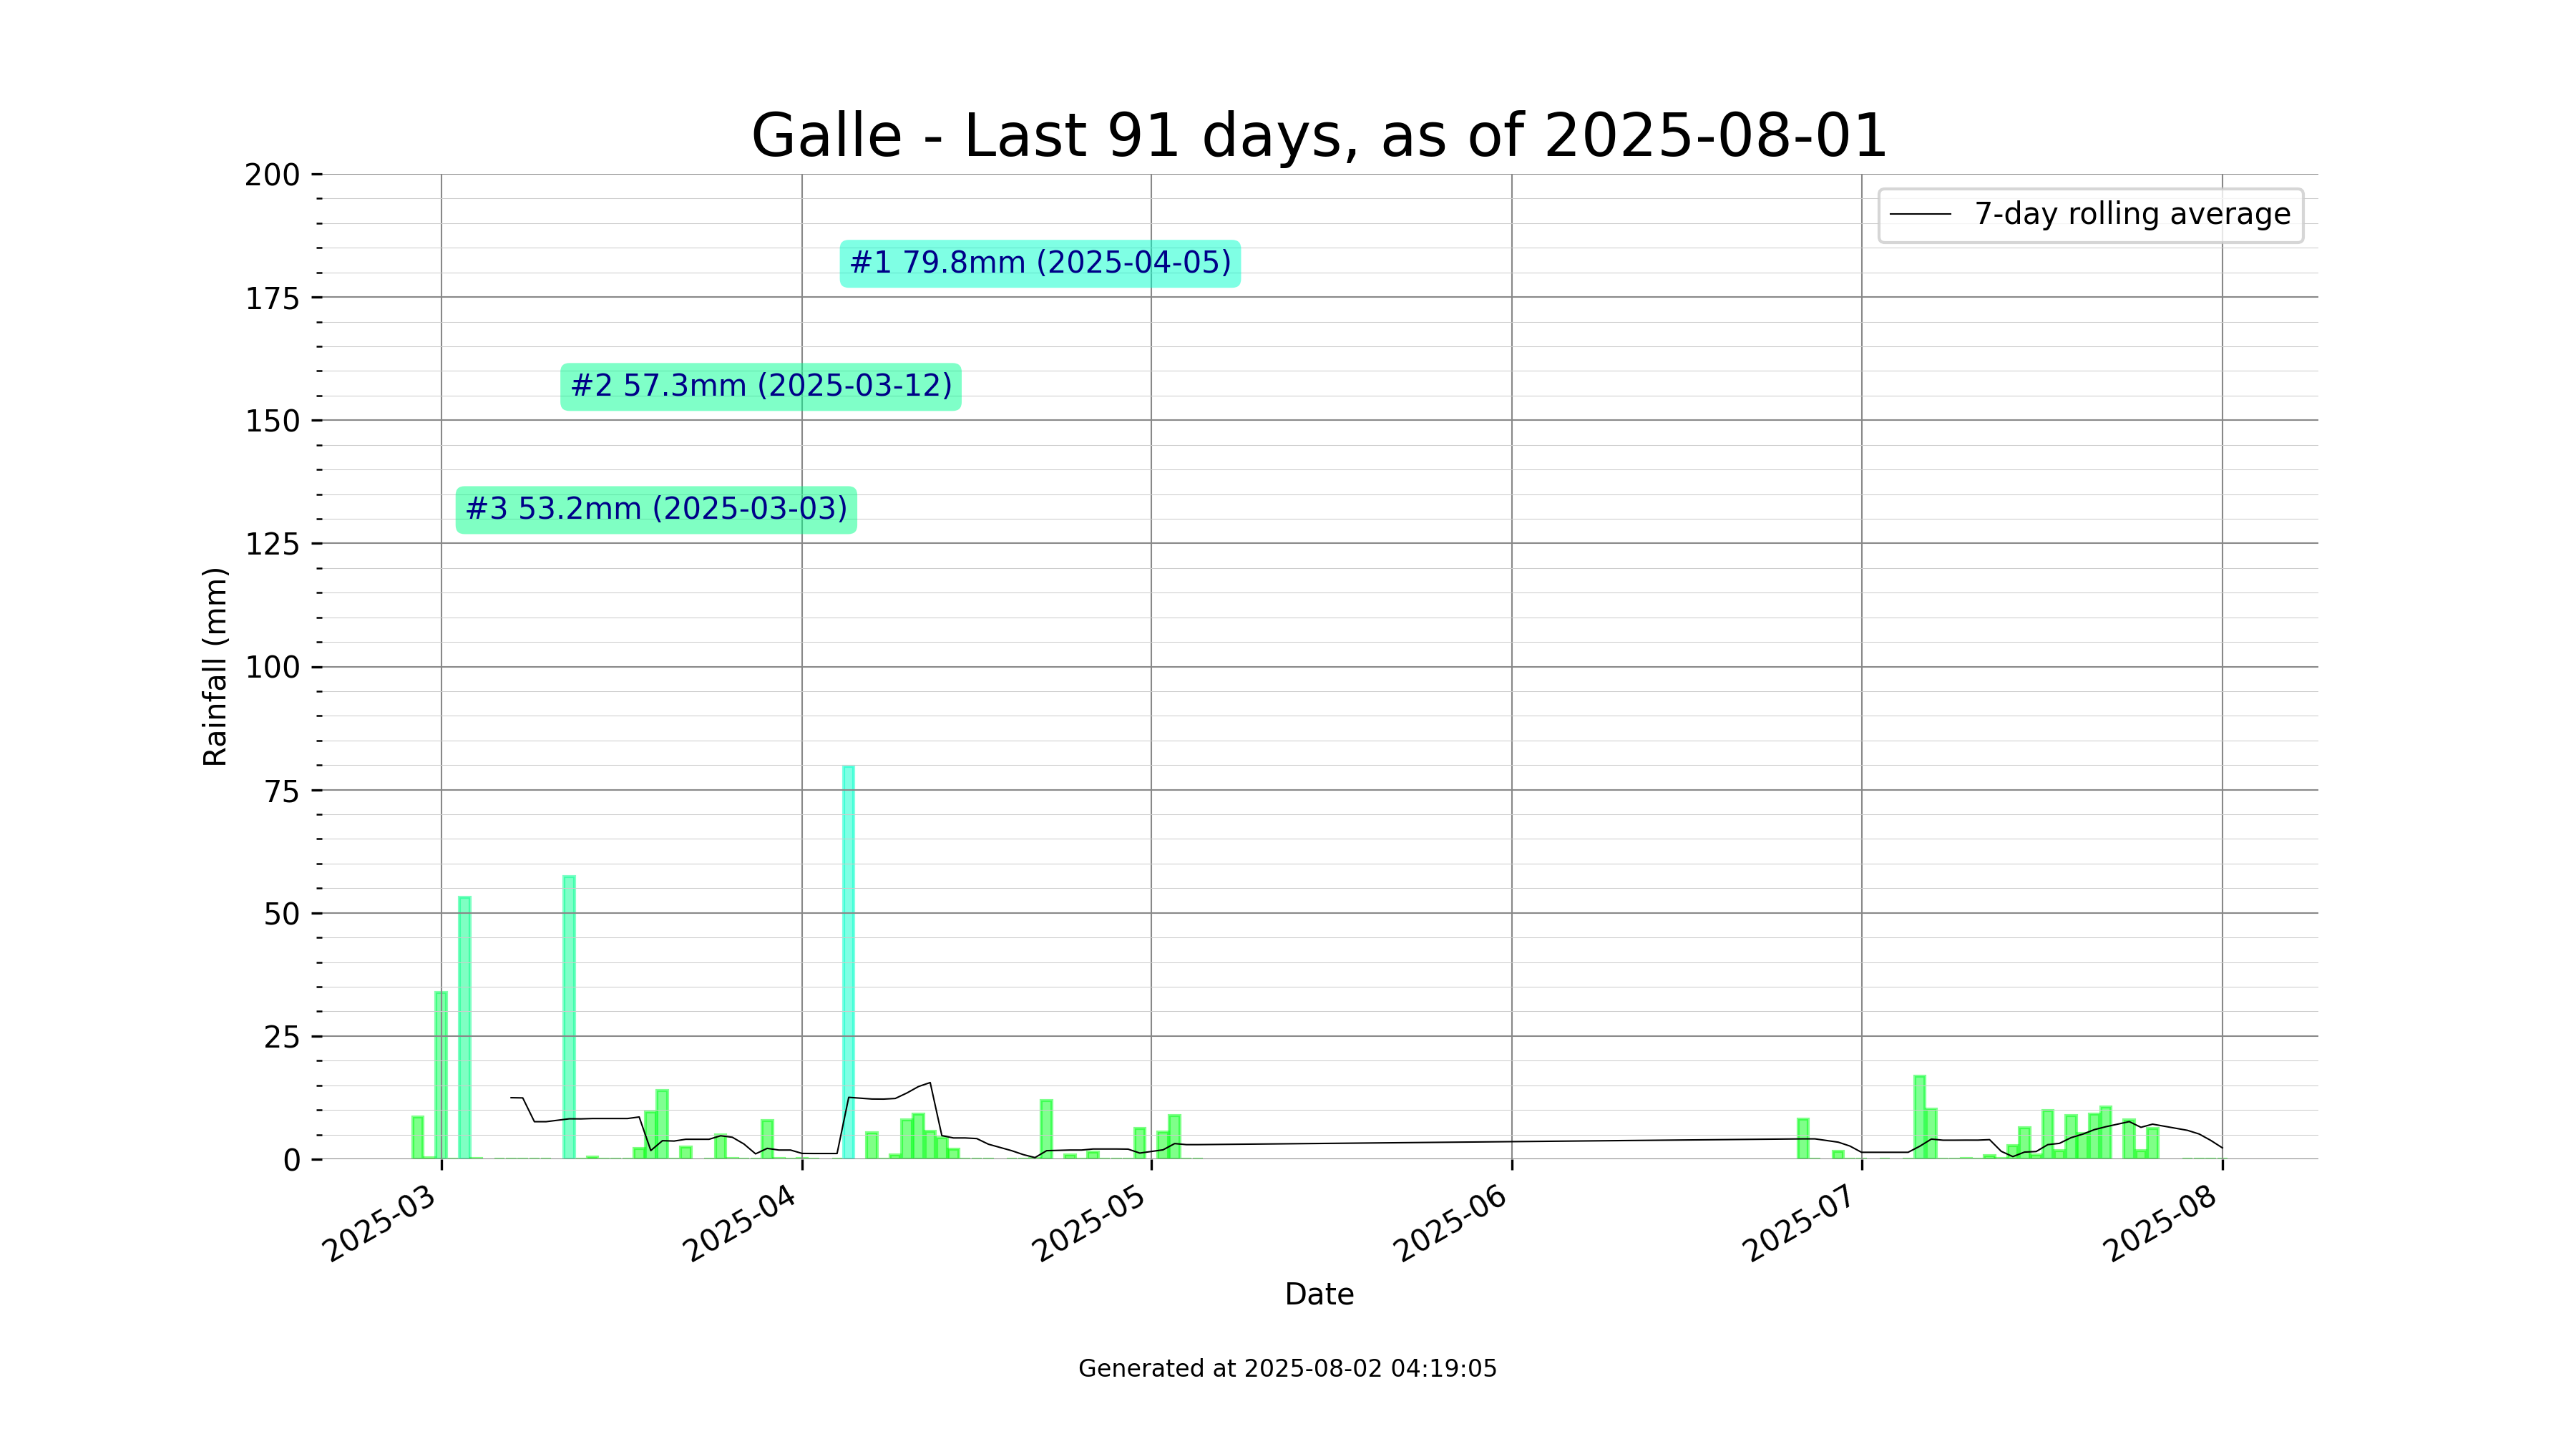 Galle - Last 91 days, as of 2025-08-01
200
175
150
125
100
75
50
25
0
Rainfall (mm)
7-day rolling average
#1 79.8mm (2025-04-05)
#2 57.3mm (2025-03-12)
#3 53.2mm (2025-03-03)
2025-03
2025-04
2025-05
2025-06
2025-07
2025-08
Date
Generated at 2025-08-02 04:19:05